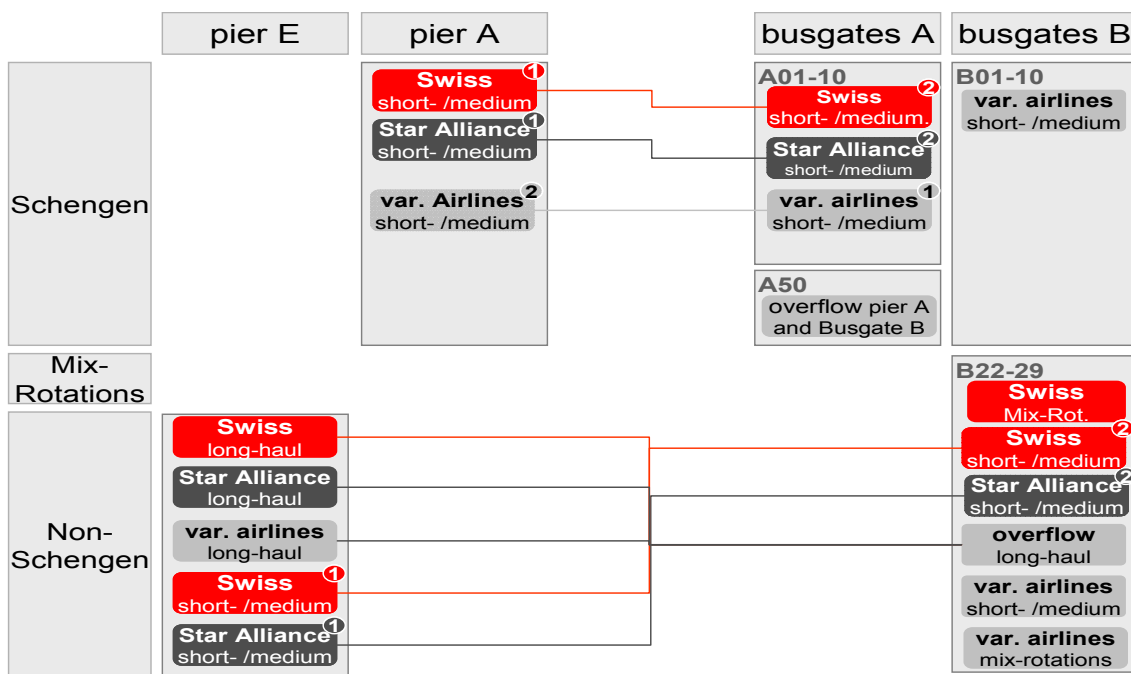 pier E
pier A
busgates A
busgates B
Schengen
Swiss 1
short- /medium
Star Alliance 1
short- /medium
var. Airlines 2
short- /medium
A01-10
Swiss 2
short- /medium.
Star Alliance 2
short- /medium
var. airlines 1
short- /medium
A50
overflow pier A
and Busgate B
B01-10
var. airlines
short- /medium
Mix-
Rotations
Non-
Schengen
Swiss
long-haul
Star Alliance
long-haul
var. airlines
long-haul
Swiss 1
short- /medium
Star Alliance 1
short- /medium
B22-29
Swiss
Mix-Rot.
Swiss 2
short- /medium
Star Alliance 2
short- /medium
overflow
long-haul
var. airlines
short- /medium
var. airlines
mix-rotations